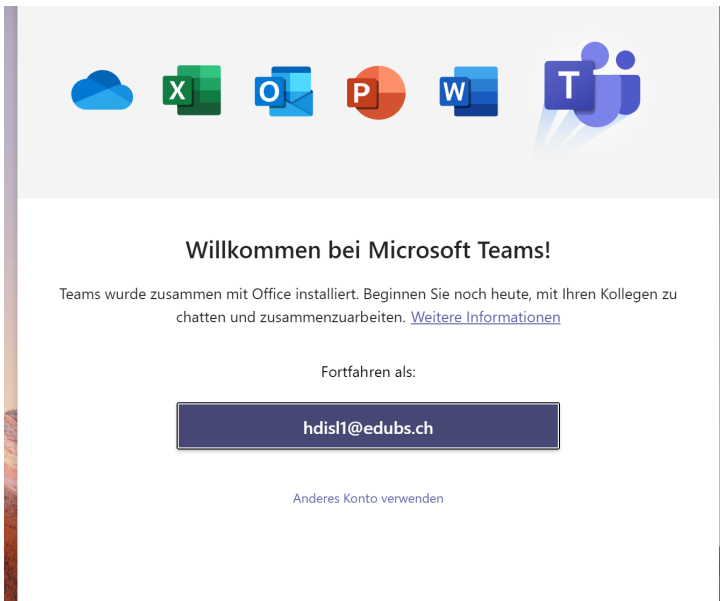 X O P W T
Willkommen bei Microsoft Teams!
Teams wurde zusammen mit Office installiert. Beginnen Sie noch heute, mit Ihren Kollegen zu
chatten und zusammenzuarbeiten. Weitere Informationen
Fortfahren als:
hdisl1@edubs.ch
Anderes Konto verwenden